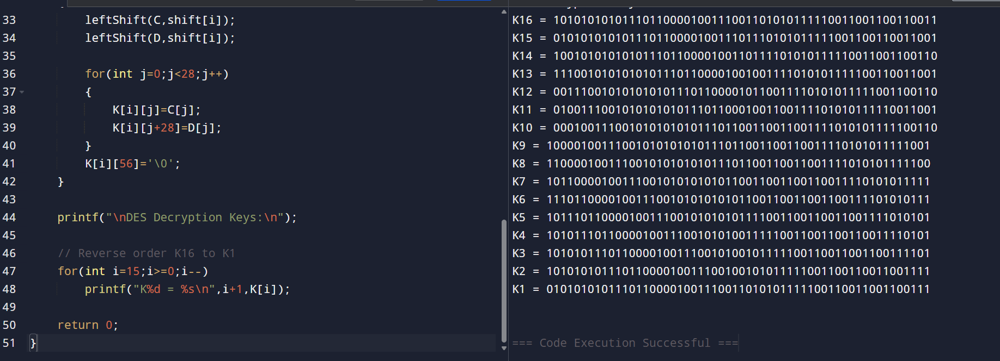 33 leftShift(C,shift[i]);
34 leftShift(D,shift[i]);
35
36 for(int j=0;j<28;j++)
37 {
38 K[i][j]=C[j];
39 K[i][j+28]=D[j];
40 }
41 K[i][56]='\0';
42 }
43
44 printf("\nDES Decryption Keys:\n");
45
46 // Reverse order K16 to K1
47 for(int i=15;i>=0;i--)
48 printf("K%d = %s\n",i+1,K[i]);
49
50 return 0;
51 }
K16 = 10101010101110110000100111001101010111110011001100110011
K15 = 01010101010111011000010011101110101011111001100110011001
K14 = 10010101010101110110000100110111101010111110011001100110
K13 = 11100101010101011101100001001001111010101111100110011001
K12 = 00111001010101010111011000010110011110101011111001100110
K11 = 01001110010101010101110110001001100111101010111110011001
K10 = 00010011100101010101011101100110011001111010101111100110
K9 = 10000100111001010101010111011001100110011110101011111001
K8 = 11000010011100101010101011101100110011001111010101111100
K7 = 10110000100111001010101010110011001100110011110101011111
K6 = 11101100001001110010101010101100110011001100111101010111
K5 = 10111011000010011100101010101111001100110011001111010101
K4 = 10101110110000100111001010100111110011001100110011110101
K3 = 10101011101100001001110010100101111100110011001100111101
K2 = 10101010111011000010011100100101011111001100110011001111
K1 = 01010101011101100001001110011010101111100110011001100111
=== Code Execution Successful ===